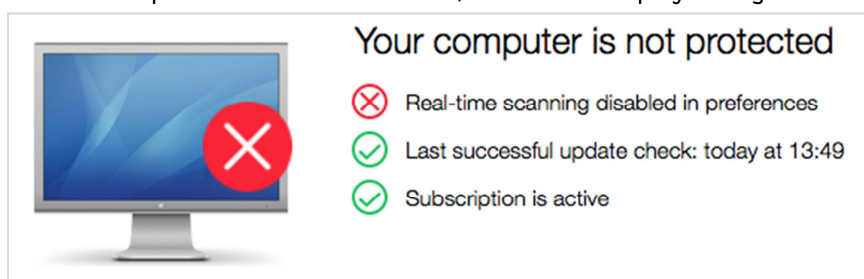 Your computer is not protected
Real-time scanning disabled in preferences
Last successful update check: today at 13:49
Subscription is active